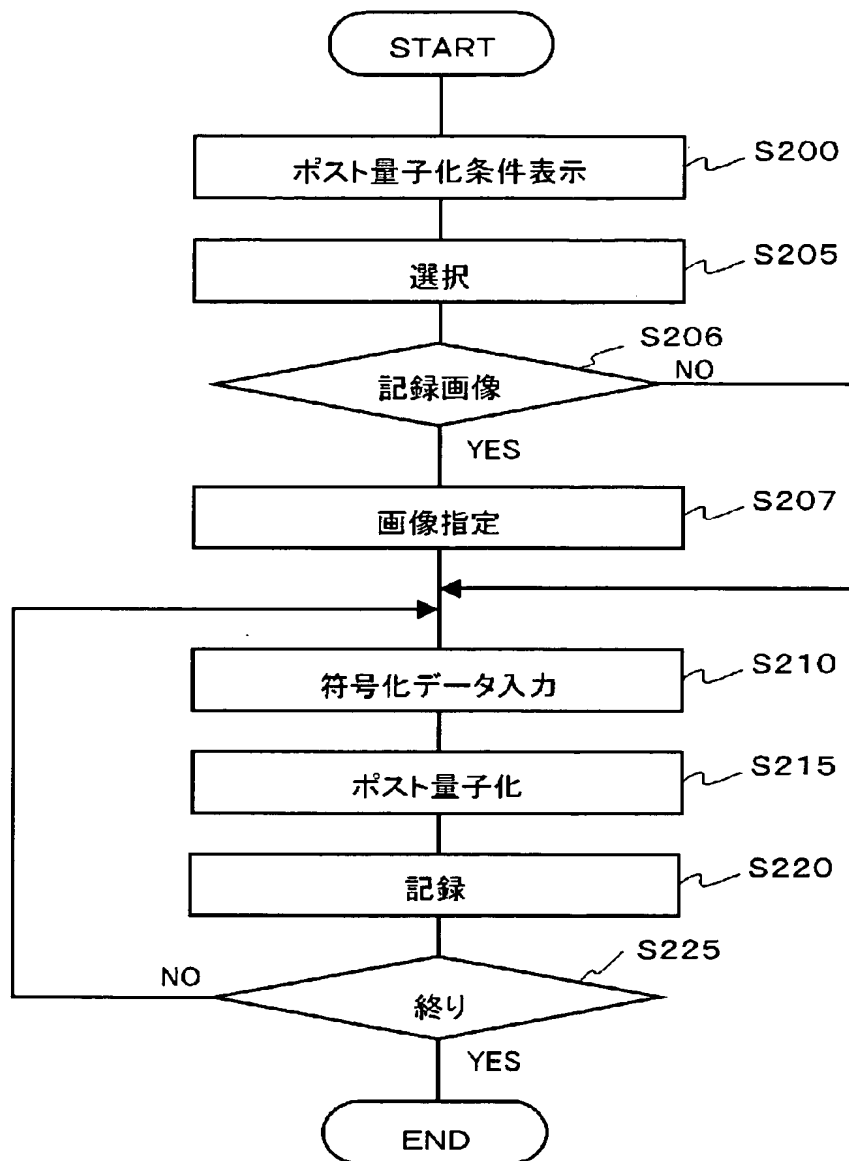 START
ポスト量子化条件表示
S200
選択
S205
S206
記録画像
NO
YES
画像指定
S207
符号化データ入力
S210
ポスト量子化
S215
記録
S220
S225
NO
終り
YES
END